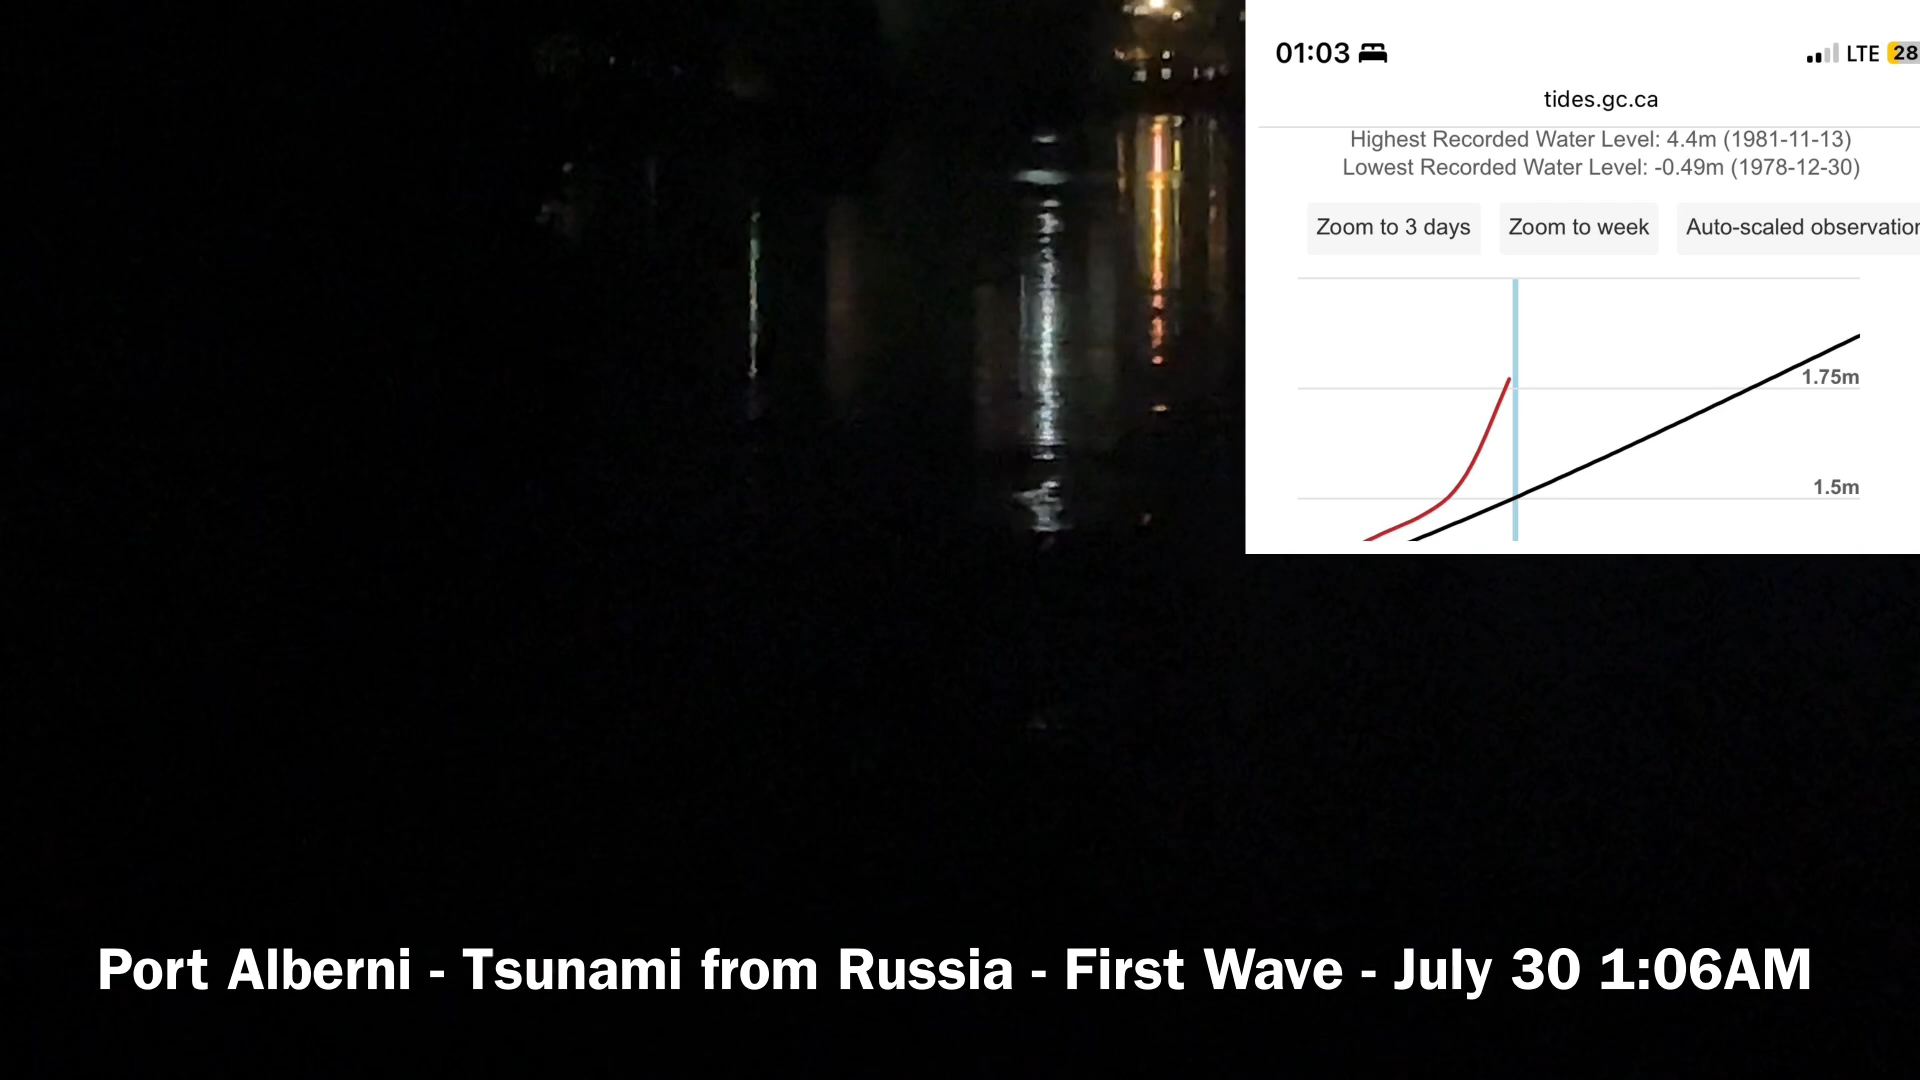 01:03
LTE 28
tides.gc.ca
Highest Recorded Water Level: 4.4m (1981-11-13)
Lowest Recorded Water Level: -0.49m (1978-12-30)
Zoom to 3 days Zoom to week Auto-scaled observation
1.75m
1.5m
Port Alberni - Tsunami from Russia - First Wave - July 30 1:06AM